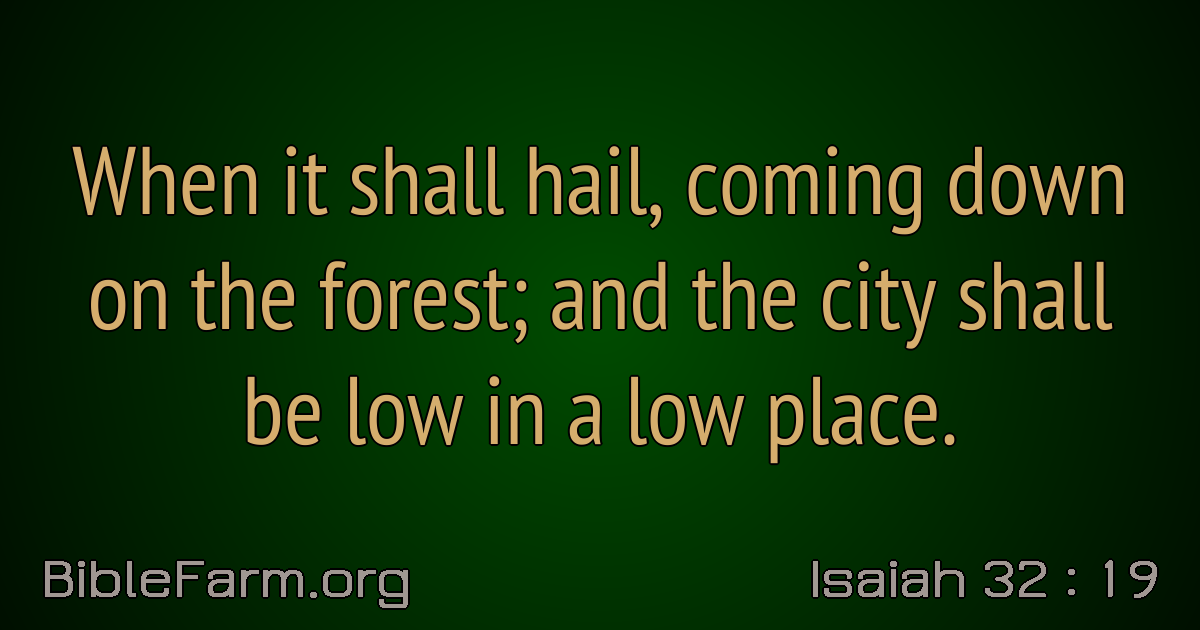 When it shall hail, coming down
on the forest; and the city shall
be low in a low place.
BibleFarm.org
Isaiah 32 : 19